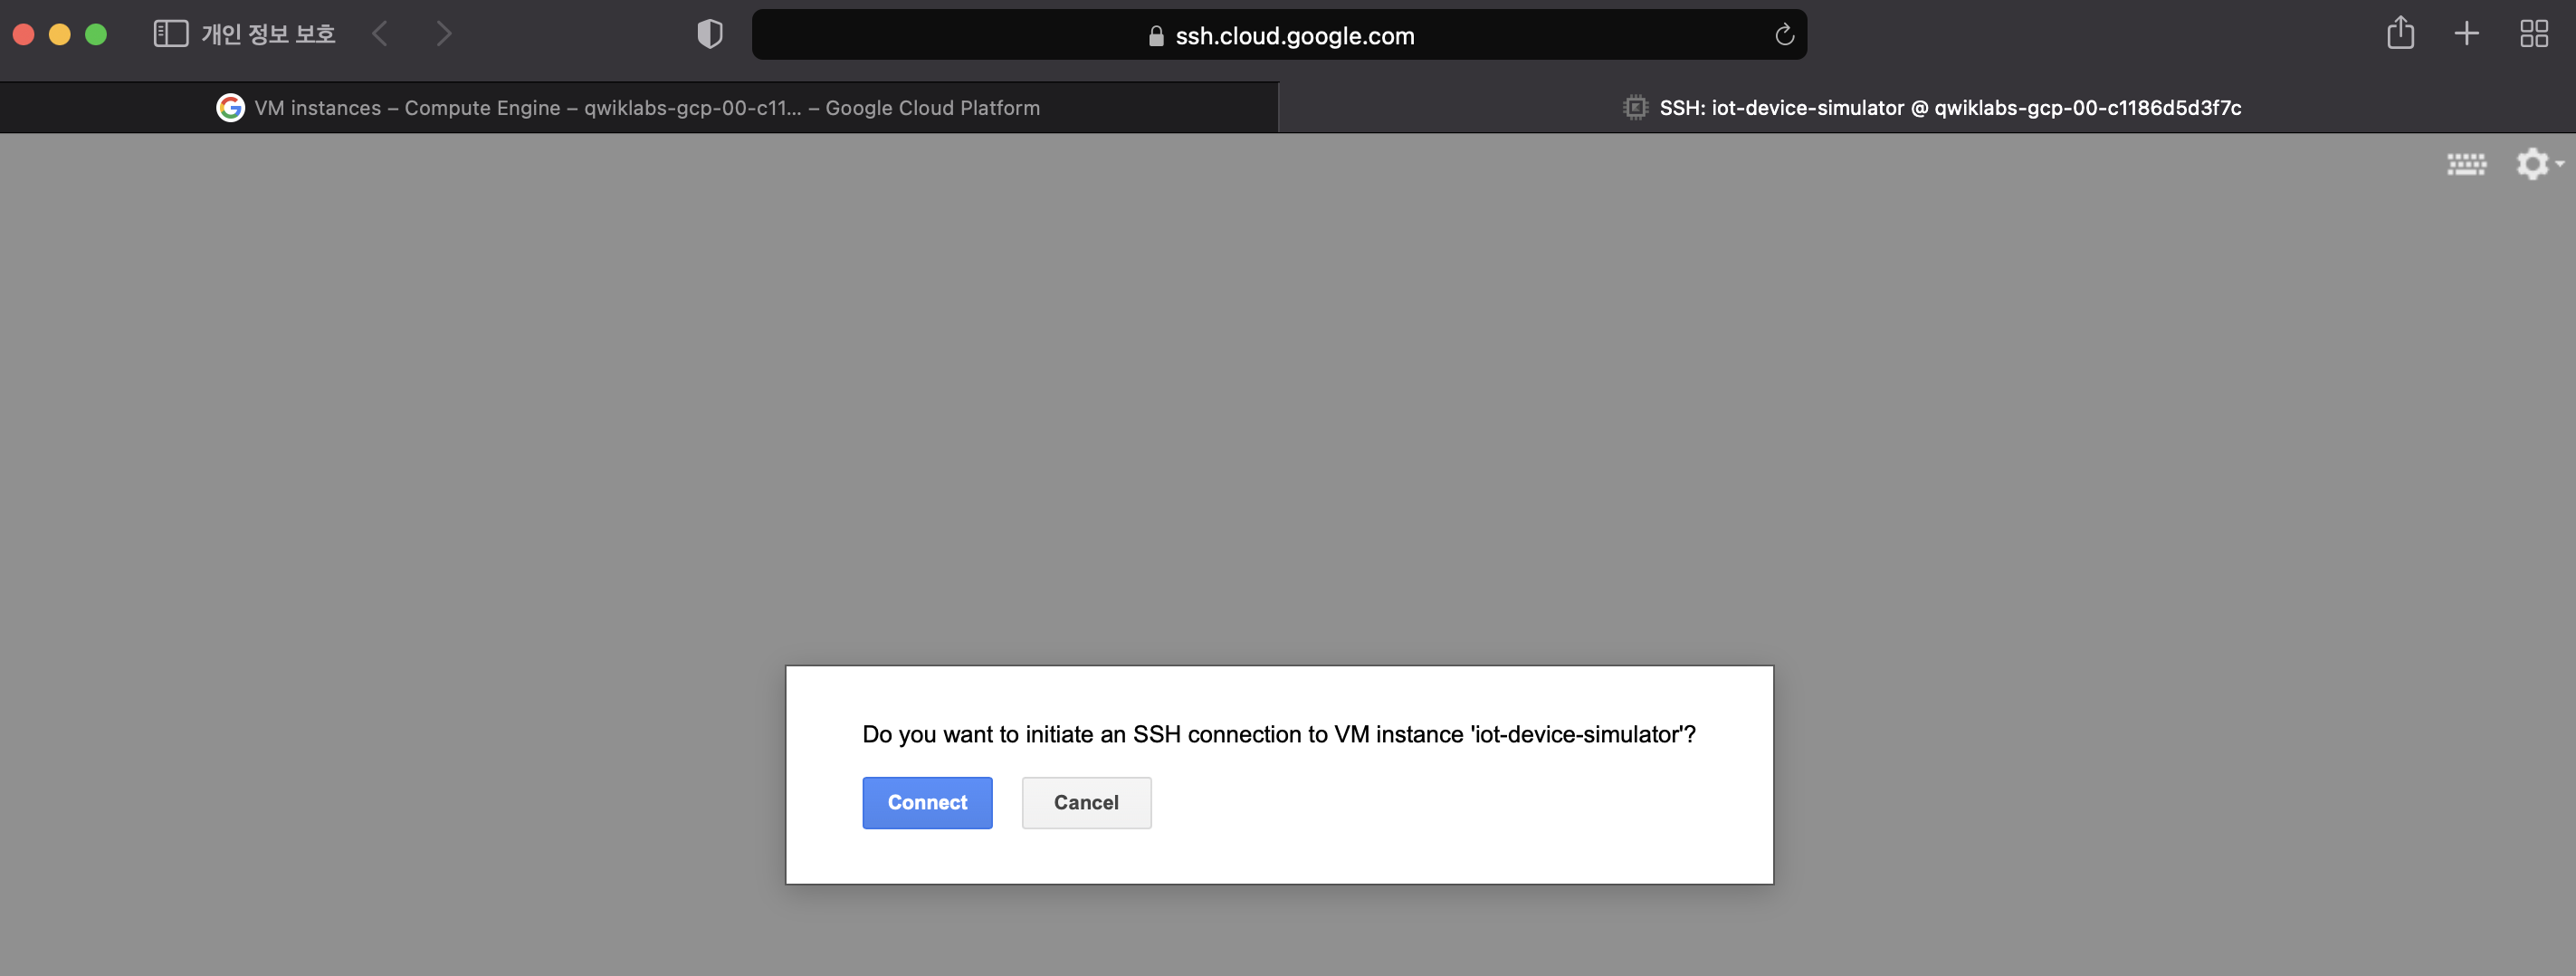 개인 정보 보호
ssh.cloud.google.com
VM instances – Compute Engine – qwiklabs-gcp-00-c11... – Google Cloud Platform
SSH: iot-device-simulator @ qwiklabs-gcp-00-c1186d5d3f7c
Do you want to initiate an SSH connection to VM instance 'iot-device-simulator'?
Connect
Cancel